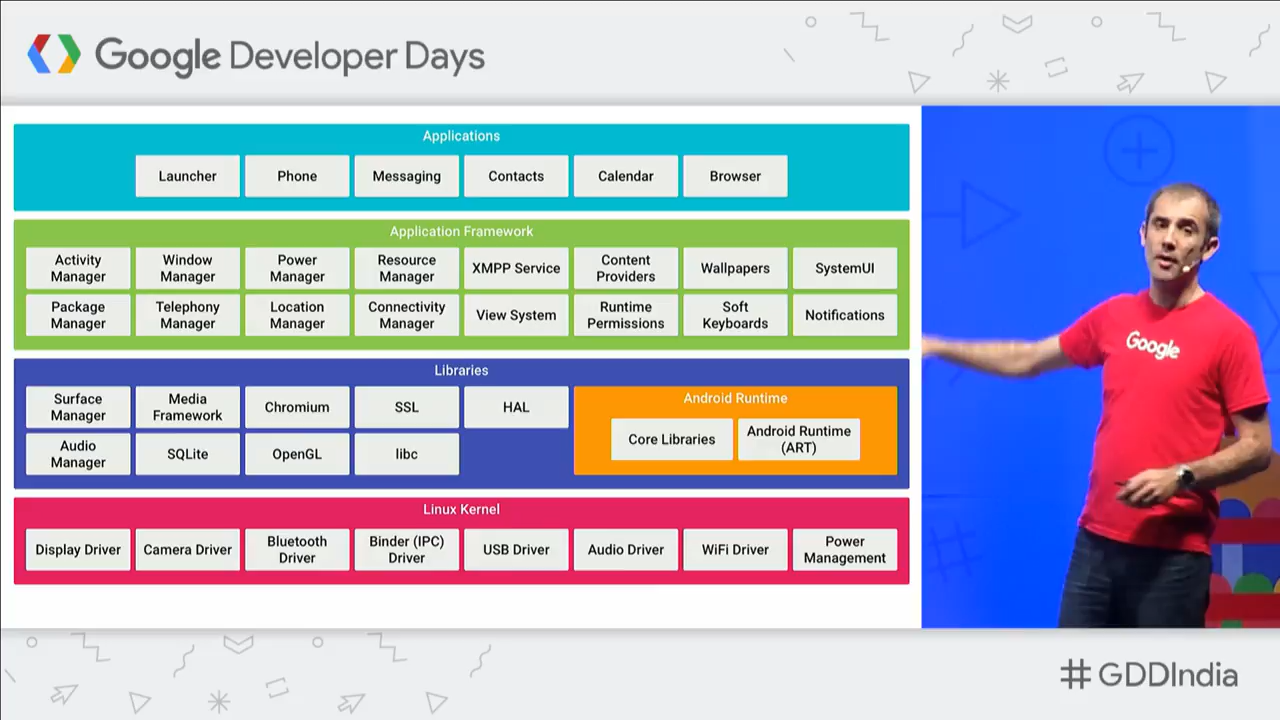 Google Developer Days
Applications
Launcher
Phone
Messaging
Contacts
Calendar
Browser
Application Framework
Activity
Manager
Window
Manager
Power
Manager
Resource
Manager
XMPP Service
Content
Providers
Wallpapers
SystemUI
Package
Manager
Telephony
Manager
Location
Manager
Connectivity
Manager
View System
Runtime
Permissions
Soft
Keyboards
Notifications
Libraries
Surface
Manager
Media
Framework
Chromium
SSL
HAL
Audio
Manager
SQLite
OpenGL
libc
Android Runtime
Core Libraries
Android Runtime
(ART)
Linux Kernel
Display Driver
Camera Driver
Bluetooth
Driver
Binder (IPC)
Driver
USB Driver
Audio Driver
WiFi Driver
Power
Management
Google
#GDDIndia